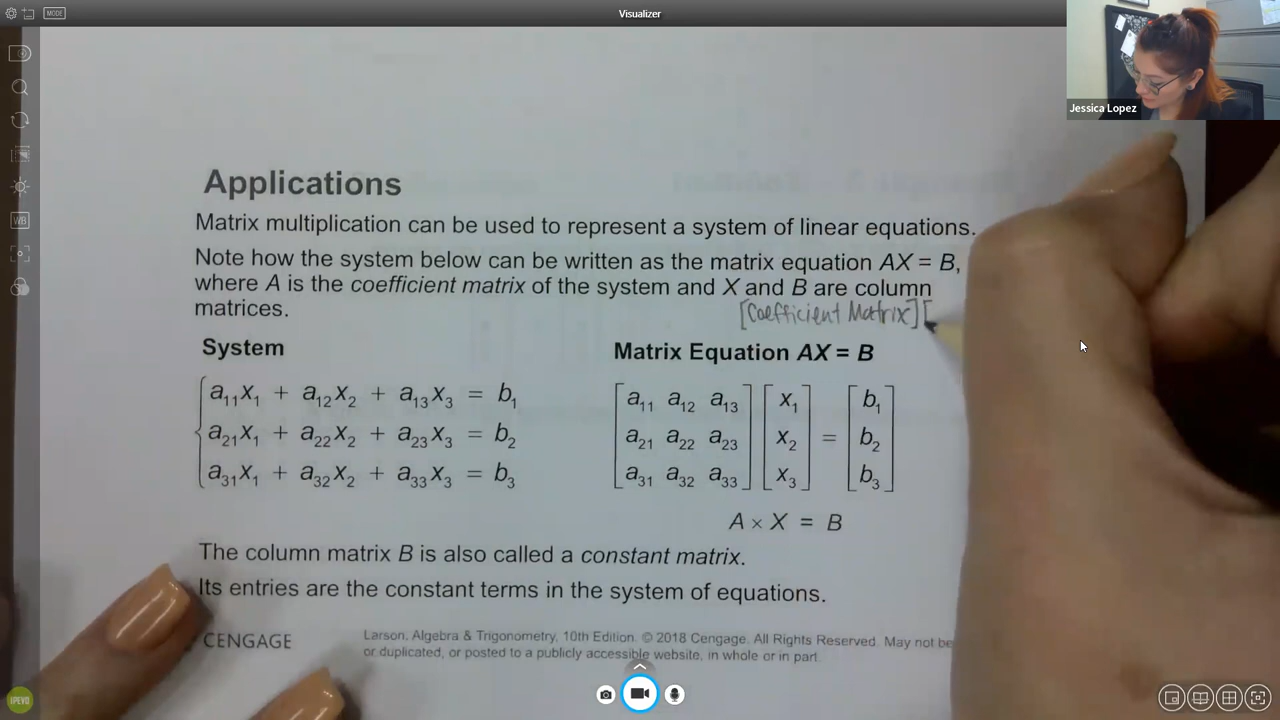 MODE
Visualizer
Jessica Lopez
WB
Applications
Matrix multiplication can be used to represent a system of linear equations.
Note how the system below can be written as the matrix equation AX = B,
where A is the coefficient matrix of the system and X and B are column
matrices.
[Coefficient Matrix][
System
Matrix Equation AX = B
a₁₁x₁ + a₁₂x₂ + a₁₃x₃ = b₁
a₂₁x₁ + a₂₂x₂ + a₂₃x₃ = b₂
a₃₁x₁ + a₃₂x₂ + a₃₃x₃ = b₃
a₁₁ a₁₂ a₁₃ x₁ b₁
a₂₁ a₂₂ a₂₃ x₂ = b₂
a₃₁ a₃₂ a₃₃ x₃ b₃
A × X = B
The column matrix B is also called a constant matrix.
Its entries are the constant terms in the system of equations.
CENGAGE
Larson, Algebra & Trigonometry, 10th Edition. © 2018 Cengage. All Rights Reserved. May not be
or duplicated, or posted to a publicly accessible website, in whole or in part.
IPEVO